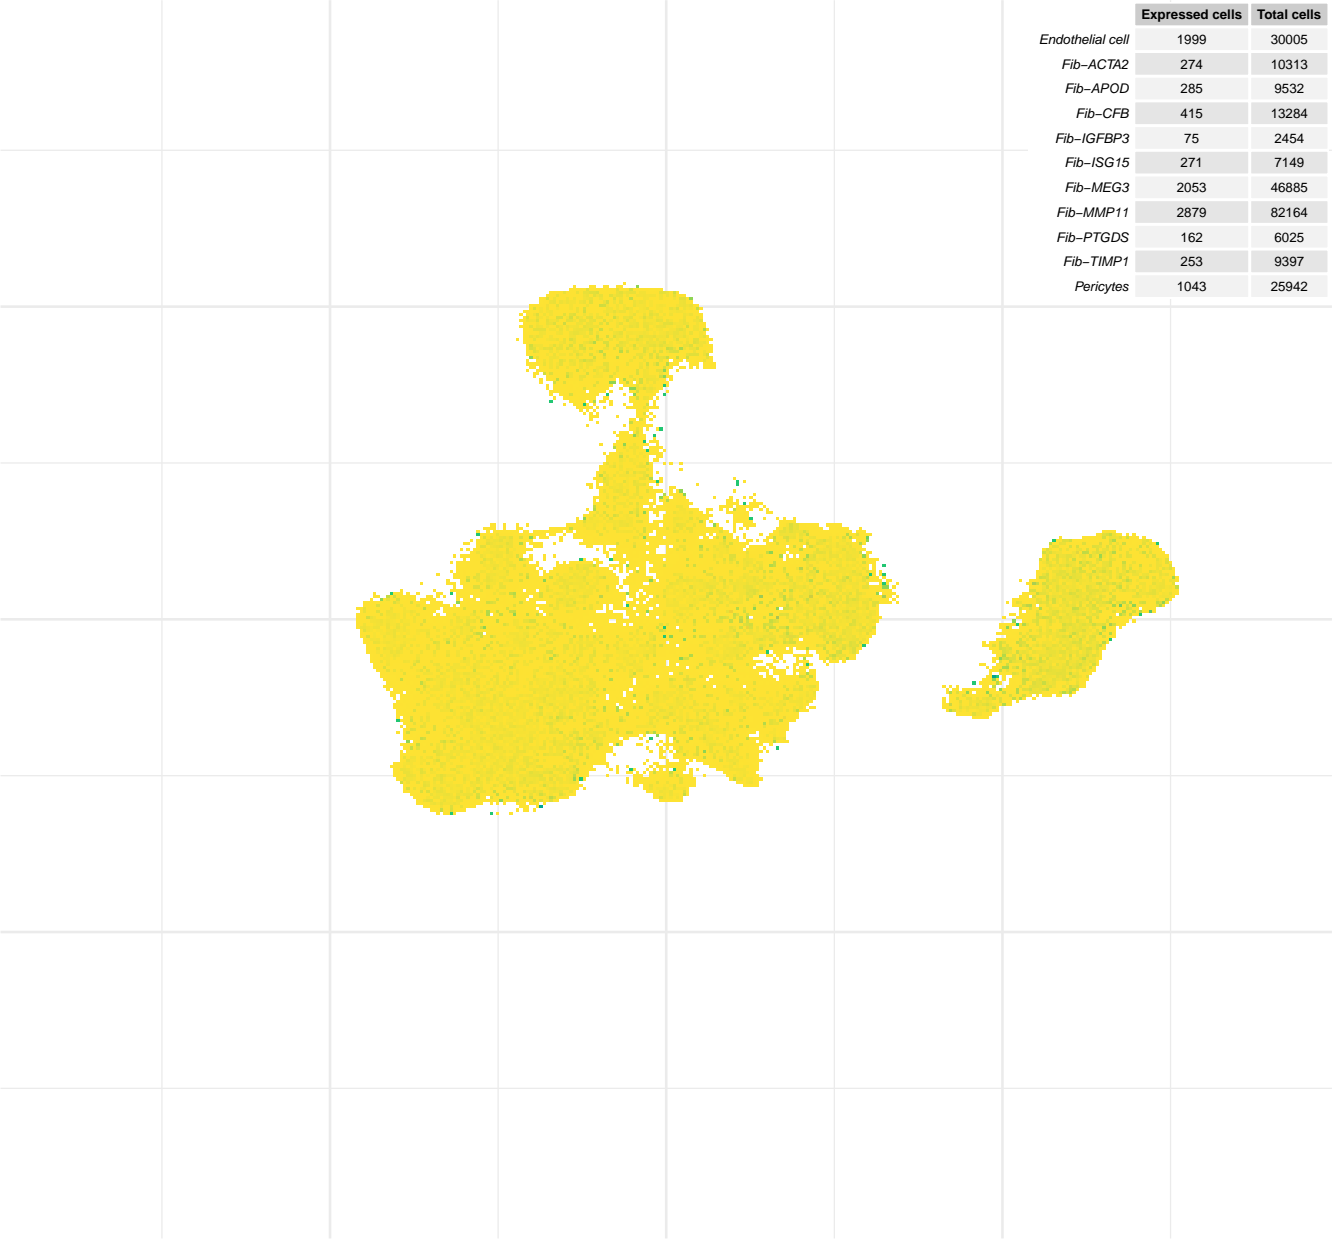 Expressed cells Total cells
Endothelial cell 1999 30005
Fib−ACTA2 274 10313
Fib−APOD 285 9532
Fib−CFB 415 13284
Fib−IGFBP3 75 2454
Fib−ISG15 271 7149
Fib−MEG3 2053 46885
Fib−MMP11 2879 82164
Fib−PTGDS 162 6025
Fib−TIMP1 253 9397
Pericytes 1043 25942